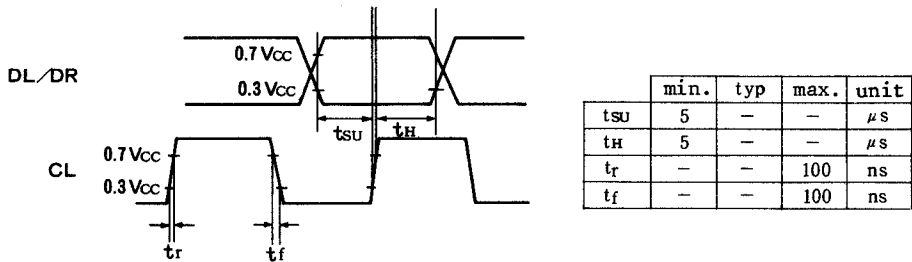 DL/DR
0.7 VCC
0.3 VCC
tSU
tH
CL
0.7 VCC
0.3 VCC
tr
tf
min. typ max. unit
tSU 5 — — μs
tH 5 — — μs
tr — — 100 ns
tf — — 100 ns